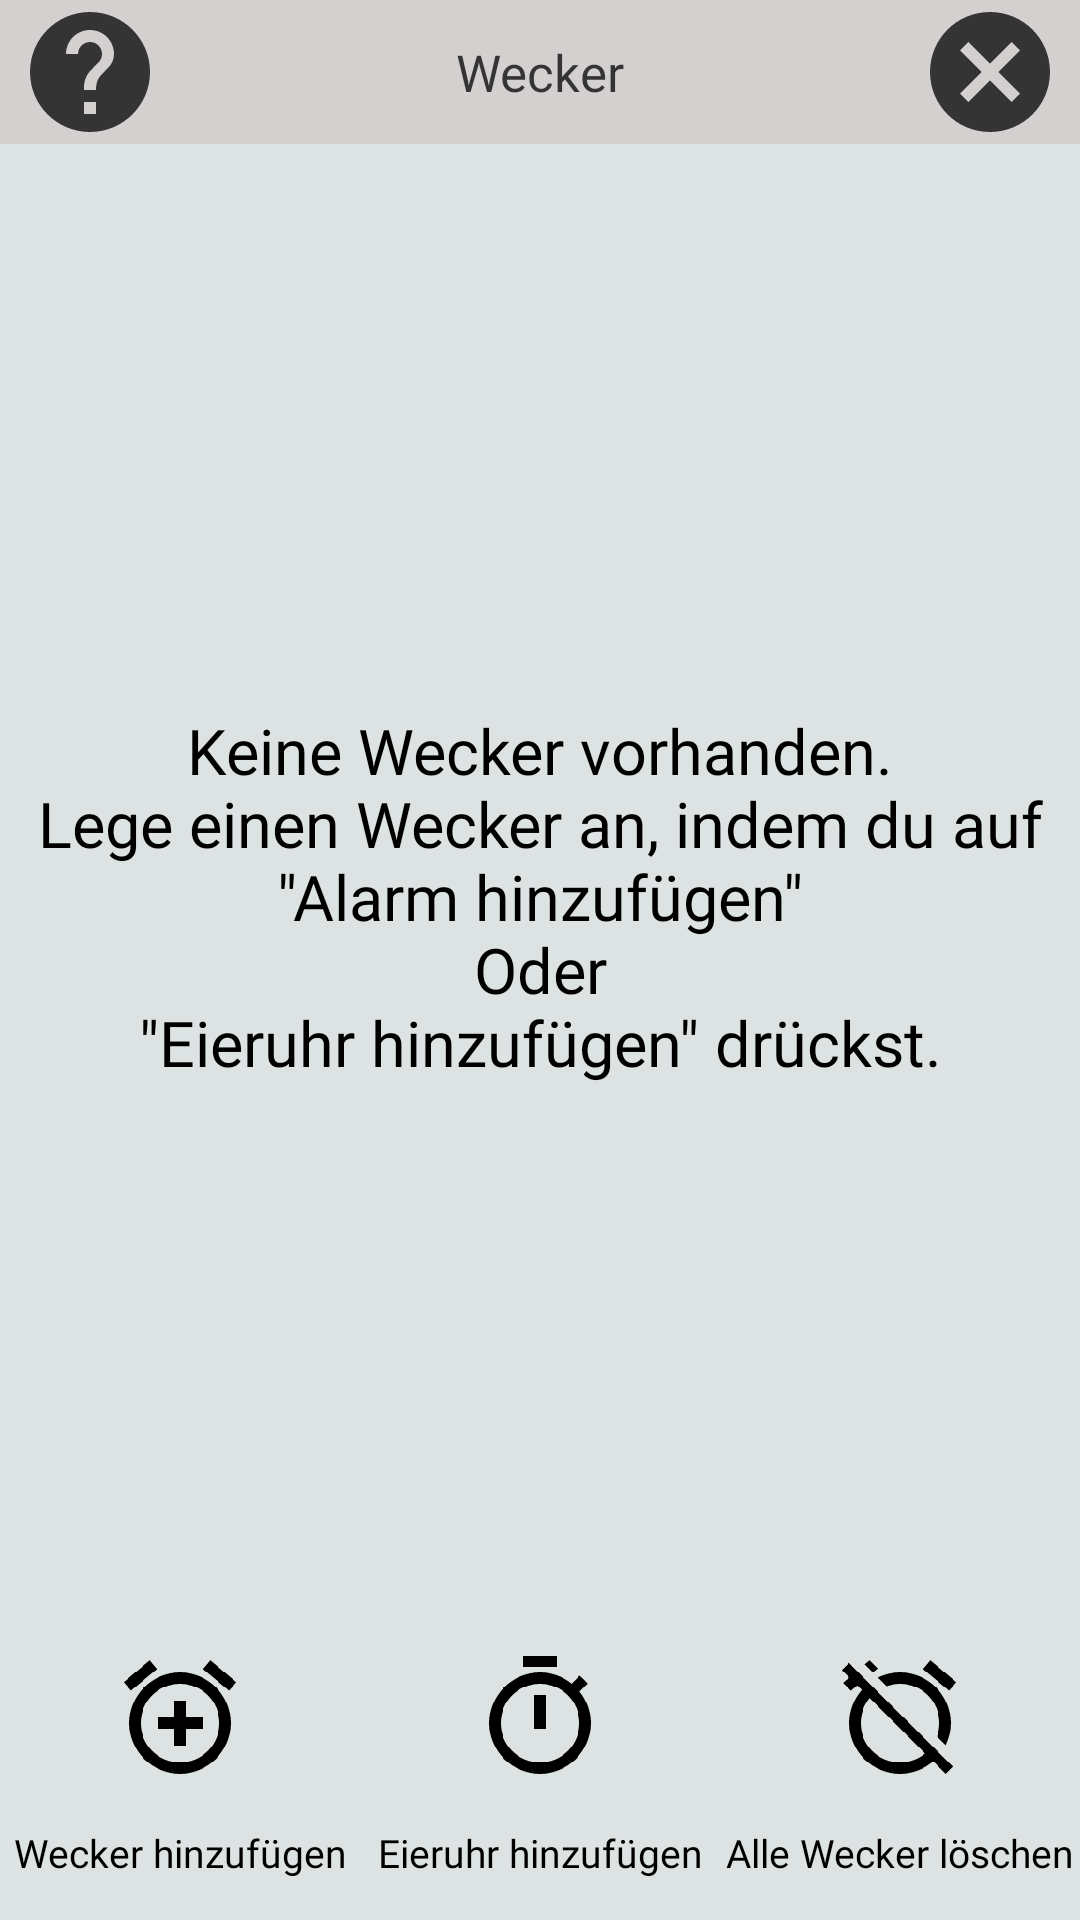 Wecker
Keine Wecker vorhanden.
Lege einen Wecker an, indem du auf
"Alarm hinzufügen"
Oder
"Eieruhr hinzufügen" drückst.
Wecker hinzufügen
Eieruhr hinzufügen
Alle Wecker löschen